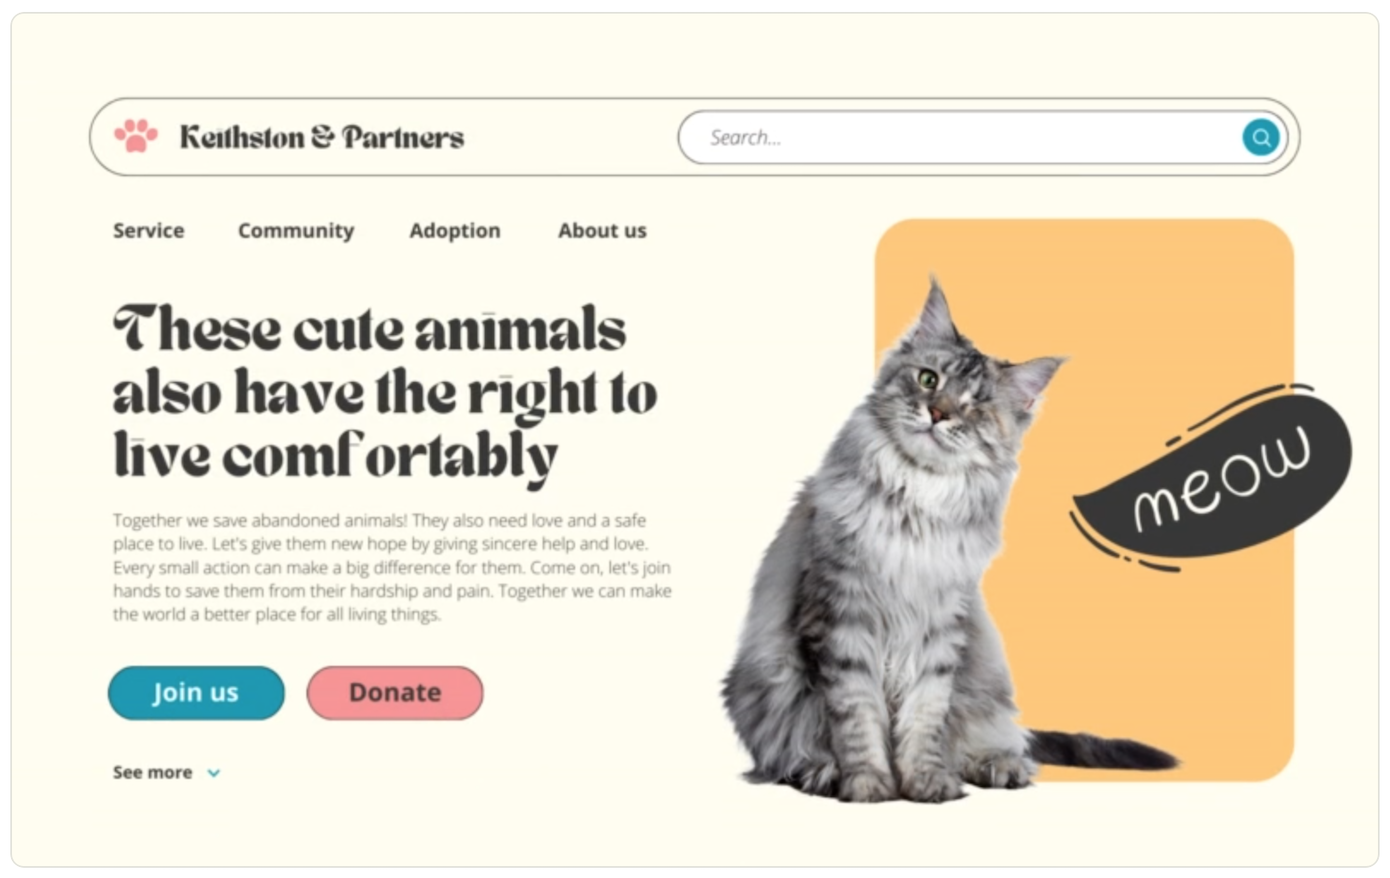 Keithston & Partners
Search...
Service Community Adoption About us
These cute animals
also have the right to
live comfortably
Together we save abandoned animals! They also need love and a safe
place to live. Let's give them new hope by giving sincere help and love.
Every small action can make a big difference for them. Come on, let's join
hands to save them from their hardship and pain. Together we can make
the world a better place for all living things.
meow
Join us Donate
See more